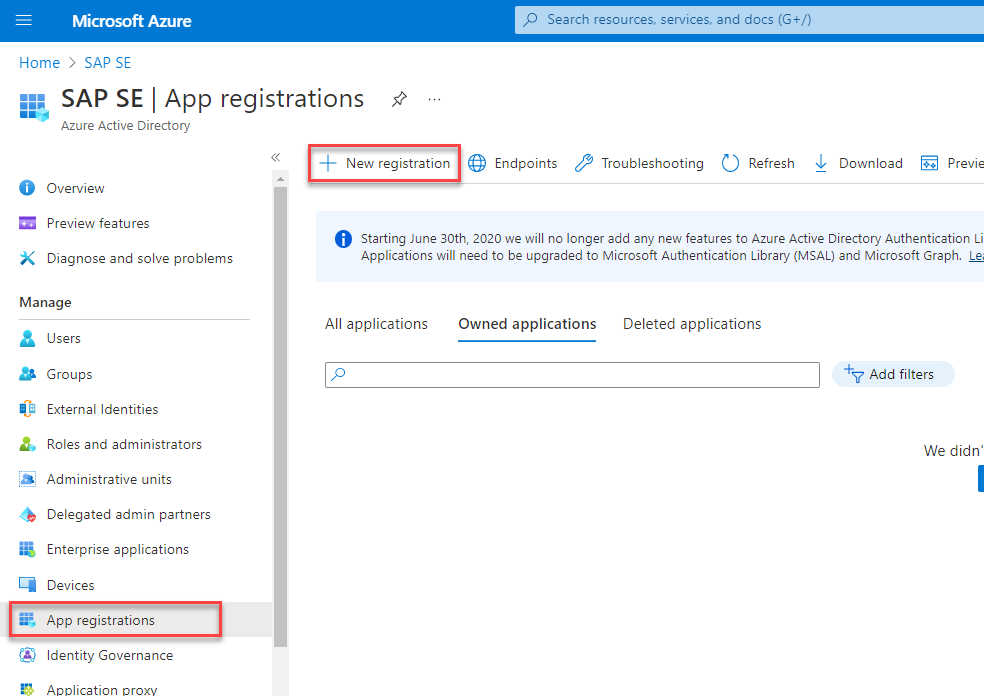 Microsoft Azure
Search resources, services, and docs (G+/)
Home > SAP SE
SAP SE | App registrations
Azure Active Directory
Overview
Preview features
Diagnose and solve problems
Manage
Users
Groups
External Identities
Roles and administrators
Administrative units
Delegated admin partners
Enterprise applications
Devices
App registrations
Identity Governance
Application proxy
New registration Endpoints Troubleshooting Refresh Download Previe
Starting June 30th, 2020 we will no longer add any new features to Azure Active Directory Authentication Li
Applications will need to be upgraded to Microsoft Authentication Library (MSAL) and Microsoft Graph. Lea
All applications Owned applications Deleted applications
Add filters
We didn'